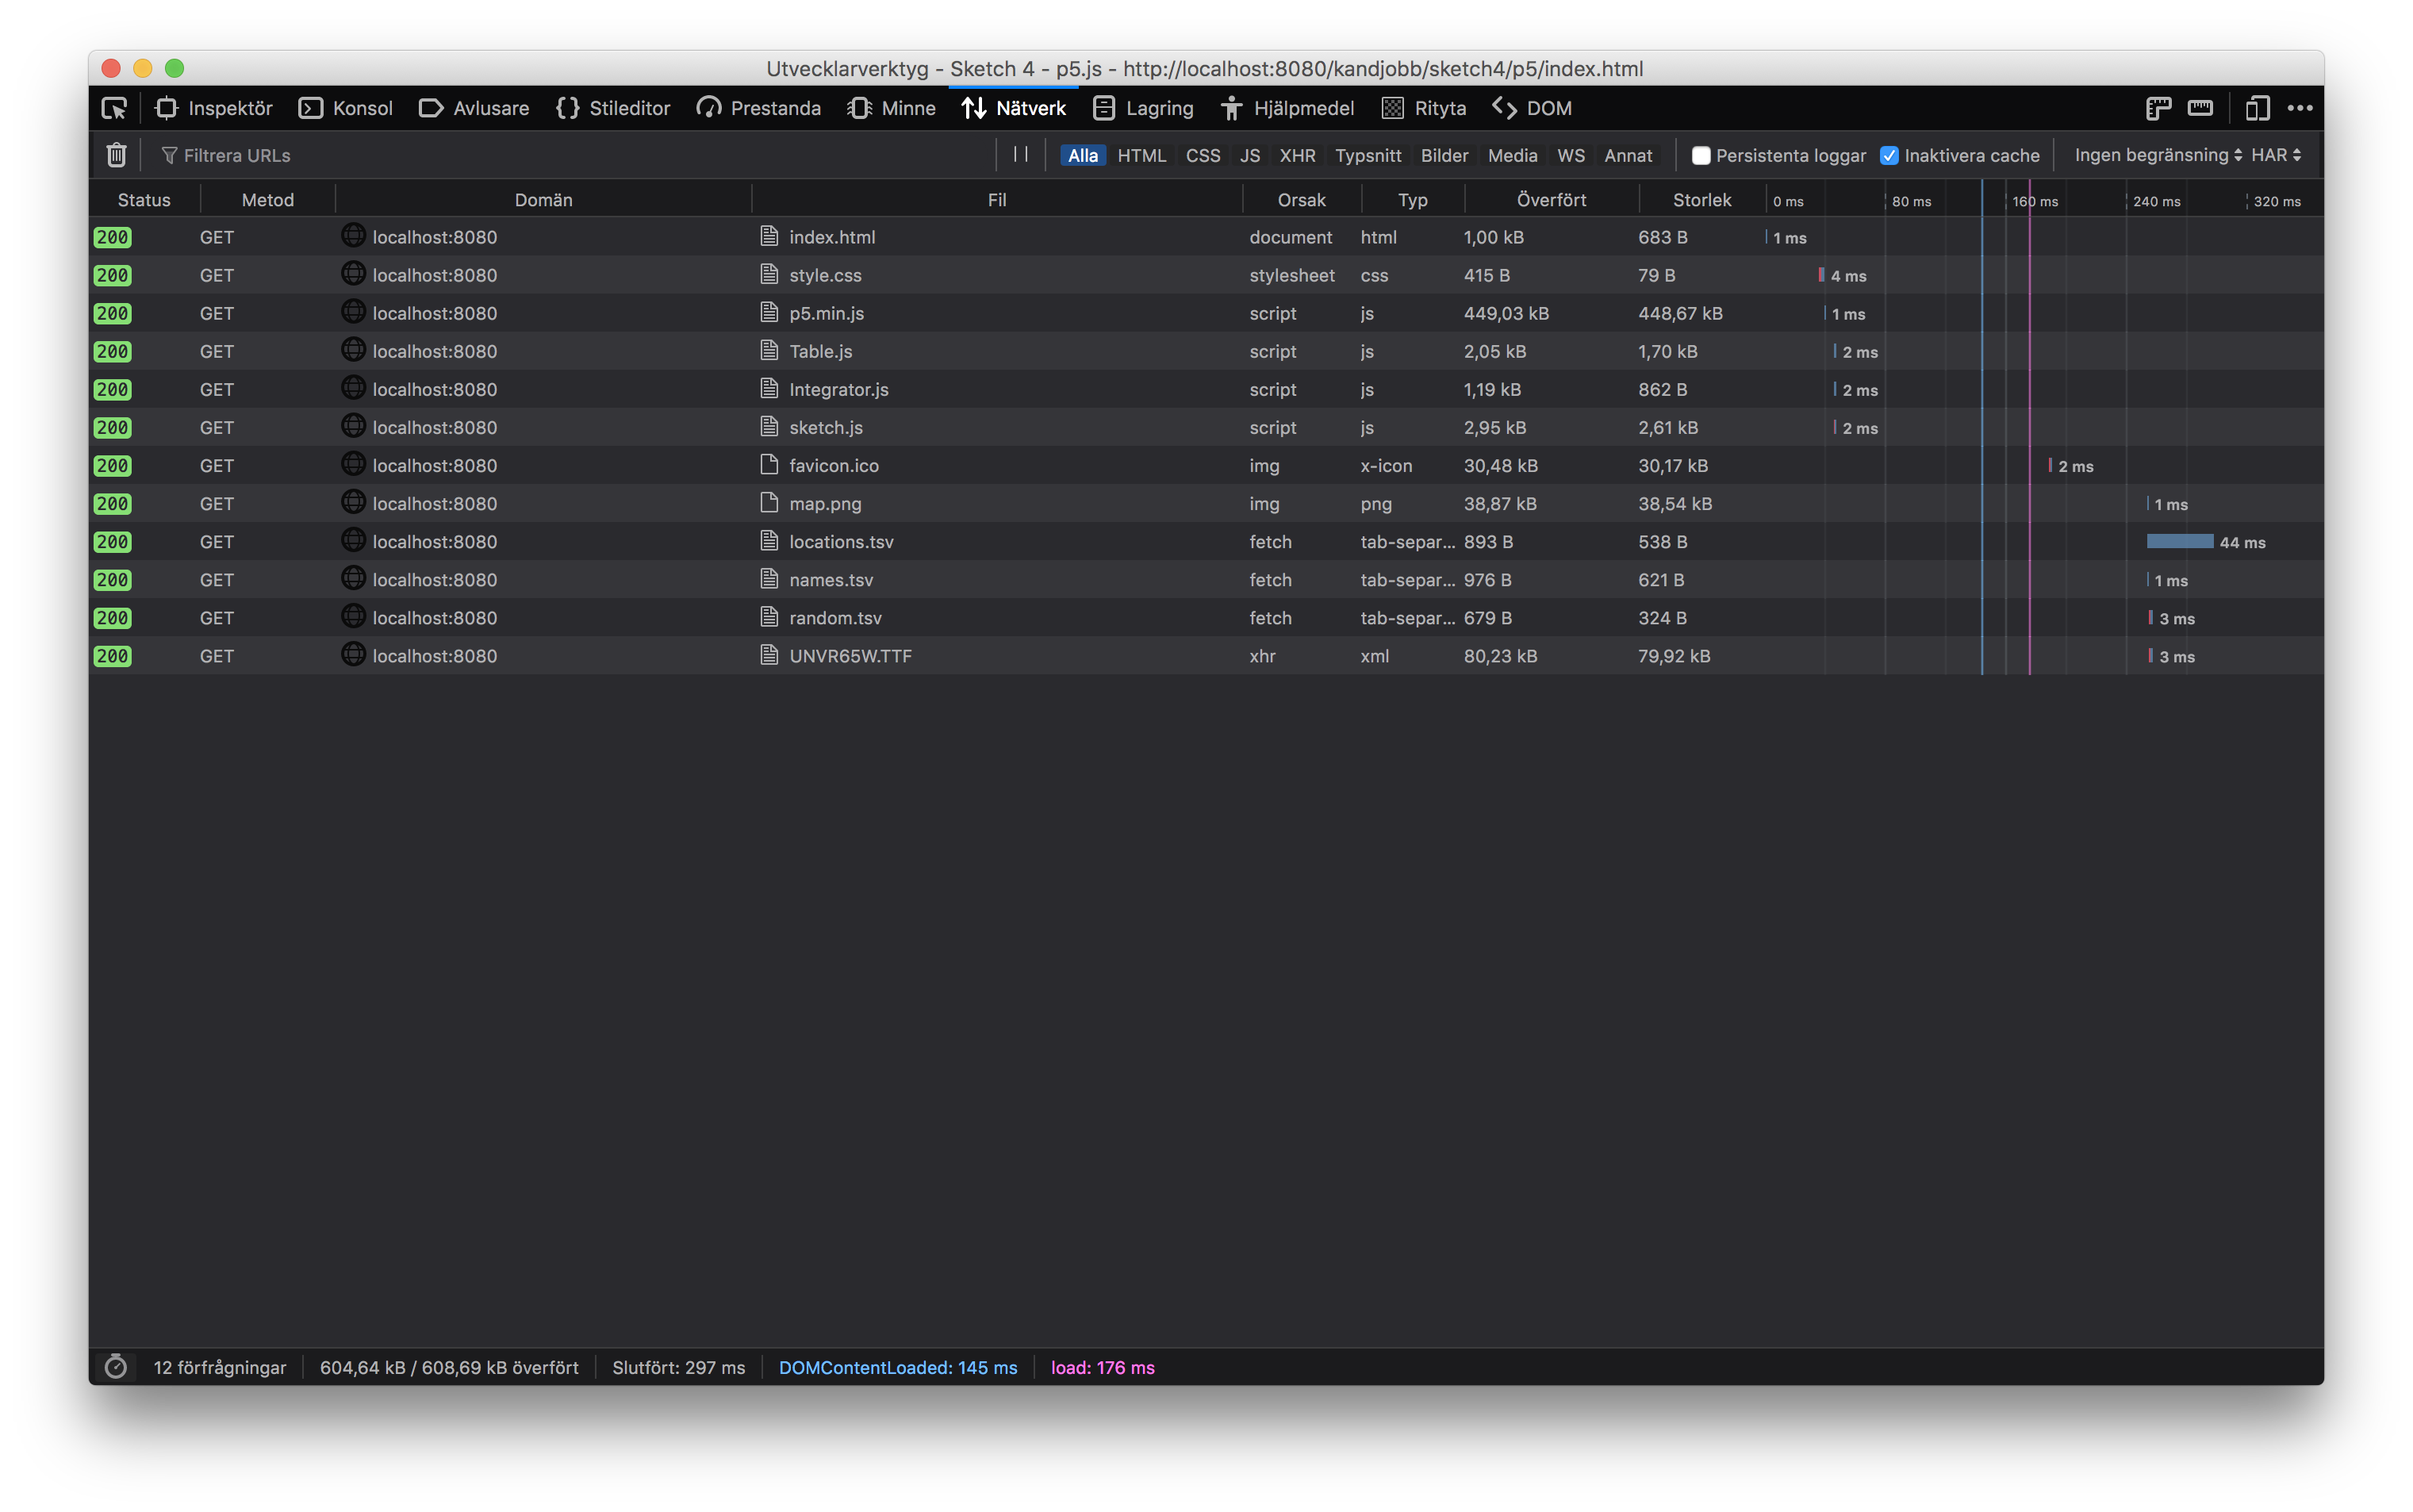 Utvecklarverktyg - Sketch 4 - p5.js - http://localhost:8080/kandjobb/sketch4/p5/index.html
Inspektör Konsol Avlusare Stileditor Prestanda Minne Nätverk Lagring Hjälpmedel Rityta DOM
Filtrera URLs Alla HTML CSS JS XHR Typsnitt Bilder Media WS Annat Persistenta loggar Inaktivera cache Ingen begränsning HAR
Status Metod Domän Fil Orsak Typ Överfört Storlek 0 ms 80 ms 160 ms 240 ms 320 ms
200 GET localhost:8080 index.html document html 1,00 kB 683 B 1 ms
200 GET localhost:8080 style.css stylesheet css 415 B 79 B 4 ms
200 GET localhost:8080 p5.min.js script js 449,03 kB 448,67 kB 1 ms
200 GET localhost:8080 Table.js script js 2,05 kB 1,70 kB 2 ms
200 GET localhost:8080 Integrator.js script js 1,19 kB 862 B 2 ms
200 GET localhost:8080 sketch.js script js 2,95 kB 2,61 kB 2 ms
200 GET localhost:8080 favicon.ico img x-icon 30,48 kB 30,17 kB 2 ms
200 GET localhost:8080 map.png img png 38,87 kB 38,54 kB 1 ms
200 GET localhost:8080 locations.tsv fetch tab-separ... 893 B 538 B 44 ms
200 GET localhost:8080 names.tsv fetch tab-separ... 976 B 621 B 1 ms
200 GET localhost:8080 random.tsv fetch tab-separ... 679 B 324 B 3 ms
200 GET localhost:8080 UNVR65W.TTF xhr xml 80,23 kB 79,92 kB 3 ms
12 förfrågningar 604,64 kB / 608,69 kB överfört Slutfört: 297 ms DOMContentLoaded: 145 ms load: 176 ms